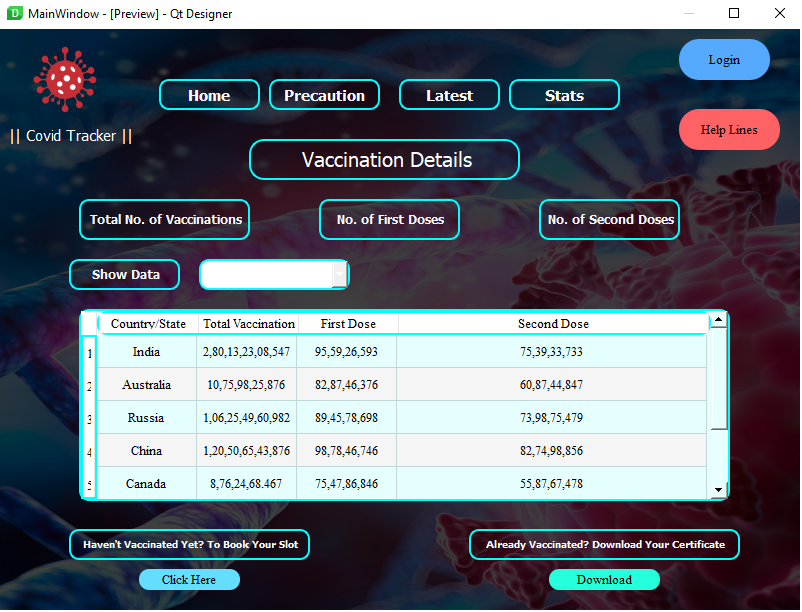 MainWindow - [Preview] - Qt Designer
Login
Home Precaution Latest Stats
|| Covid Tracker ||
Help Lines
Vaccination Details
Total No. of Vaccinations No. of First Doses No. of Second Doses
Show Data
Country/State Total Vaccination First Dose Second Dose
1 India 2,80,13,23,08,547 95,59,26,593 75,39,33,733
2 Australia 10,75,98,25,876 82,87,46,376 60,87,44,847
3 Russia 1,06,25,49,60,982 89,45,78,698 73,98,75,479
4 China 1,20,50,65,43,876 98,78,46,746 82,74,98,856
5 Canada 8,76,24,68.467 75,47,86,846 55,87,67,478
Haven't Vaccinated Yet? To Book Your Slot Already Vaccinated? Download Your Certificate
Click Here Download